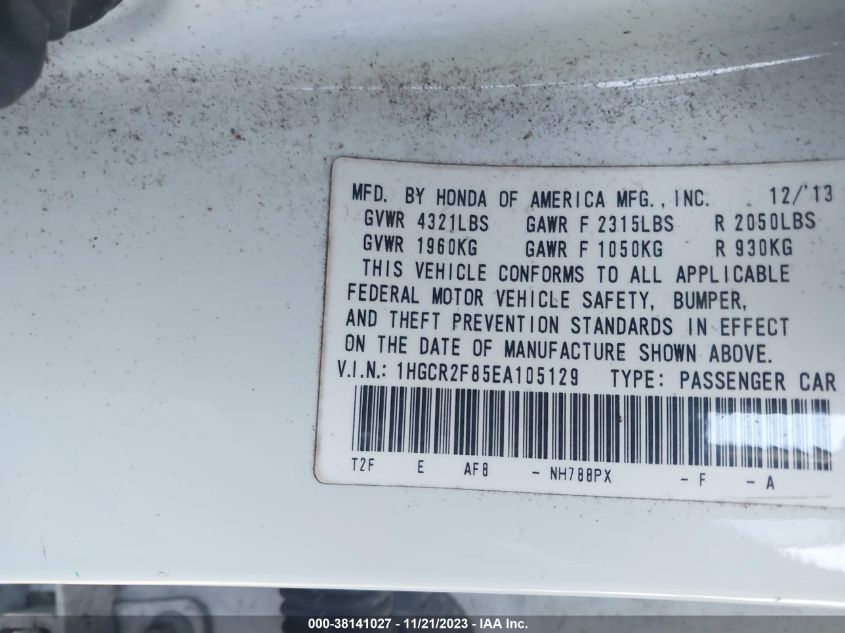 MFD. BY HONDA OF AMERICA MFG., INC. 12/'13
GVWR 4321LBS GAWR F 2315LBS R 2050LBS
GVWR 1960KG GAWR F 1050KG R 930KG
THIS VEHICLE CONFORMS TO ALL APPLICABLE
FEDERAL MOTOR VEHICLE SAFETY, BUMPER,
AND THEFT PREVENTION STANDARDS IN EFFECT
ON THE DATE OF MANUFACTURE SHOWN ABOVE.
V.I.N.: 1HGCR2F85EA105129 TYPE: PASSENGER CAR
T2F E AF8 - NH788PX - F - A
000-38141027 - 11/21/2023 - IAA Inc.